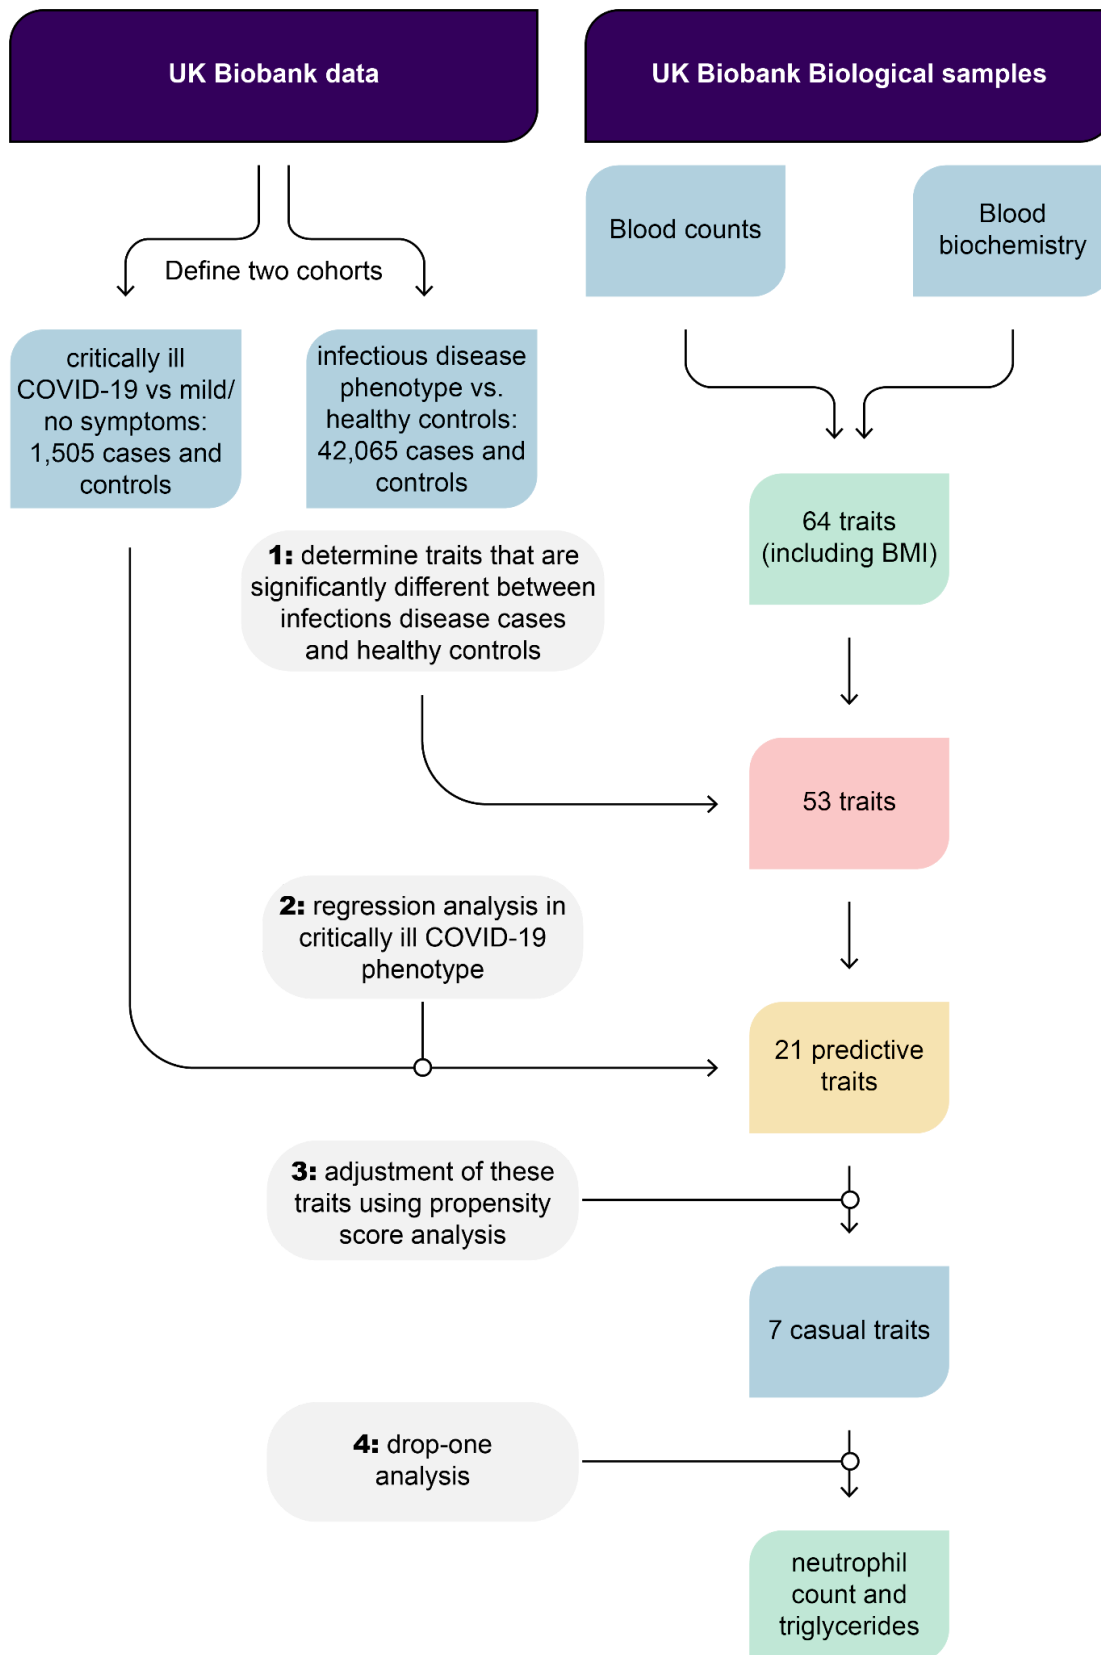 UK Biobank data
UK Biobank Biological samples
Blood counts
Blood
biochemistry
Define two cohorts
critically ill
COVID-19 vs mild/
no symptoms:
1,505 cases and
controls
infectious disease
phenotype vs.
healthy controls:
42,065 cases and
controls
64 traits
(including BMI)
1: determine traits that are
significantly different between
infections disease cases
and healthy controls
53 traits
2: regression analysis in
critically ill COVID-19
phenotype
21 predictive
traits
3: adjustment of these
traits using propensity
score analysis
7 casual traits
4: drop-one
analysis
neutrophil
count and
triglycerides